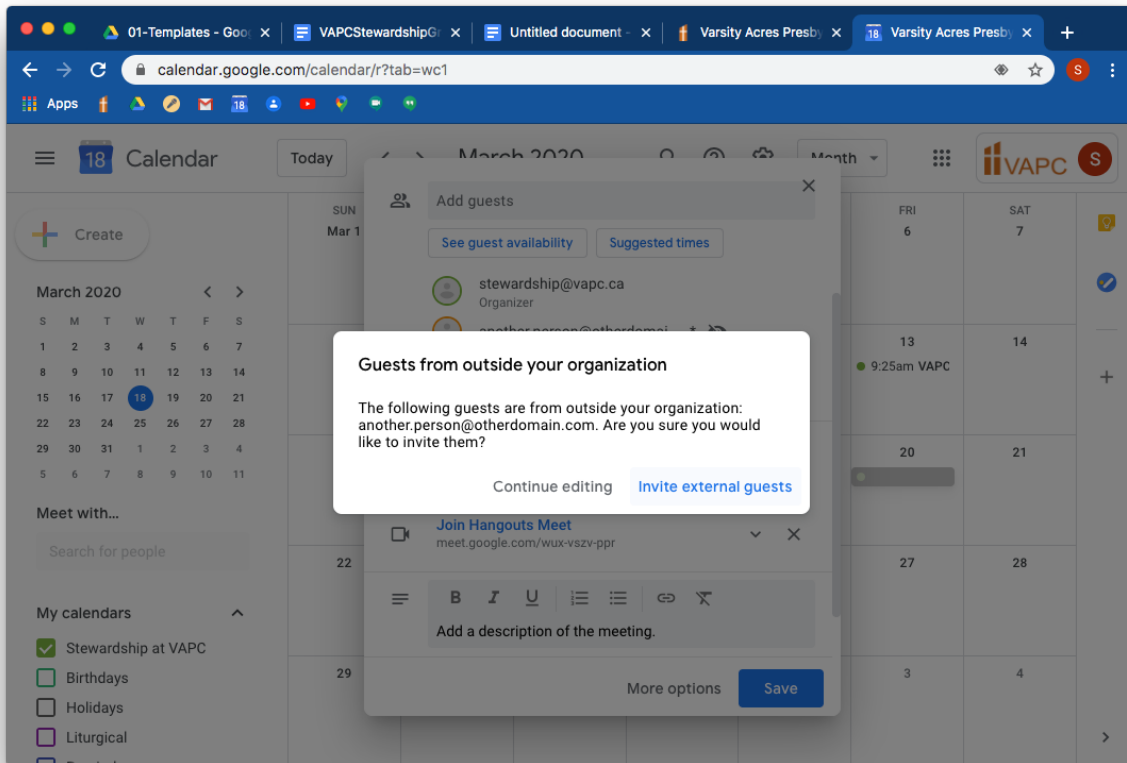 01-Templates - Goo
VAPCStewardshipGr
Untitled document -
Varsity Acres Presby
18 Varsity Acres Presby
calendar.google.com/calendar/r?tab=wc1
S
Apps
18
18 Calendar
Today
March 2020
Month
VAPC
S
Create
March 2020
S M T W T F S
1 2 3 4 5 6 7
8 9 10 11 12 13 14
15 16 17 18 19 20 21
22 23 24 25 26 27 28
29 30 31 1 2 3 4
5 6 7 8 9 10 11
Meet with...
Search for people
My calendars
Stewardship at VAPC
Birthdays
Holidays
Liturgical
SUN
Mar 1
22
29
Add guests
See guest availability
Suggested times
stewardship@vapc.ca
Organizer
another.person@otherdomai... *
Guests from outside your organization
The following guests are from outside your organization:
another.person@otherdomain.com. Are you sure you would
like to invite them?
Continue editing
Invite external guests
Join Hangouts Meet
meet.google.com/wux-vszv-ppr
B I U
Add a description of the meeting.
More options
Save
FRI
6
SAT
7
13
9:25am VAPC
14
20
21
27
28
3
4